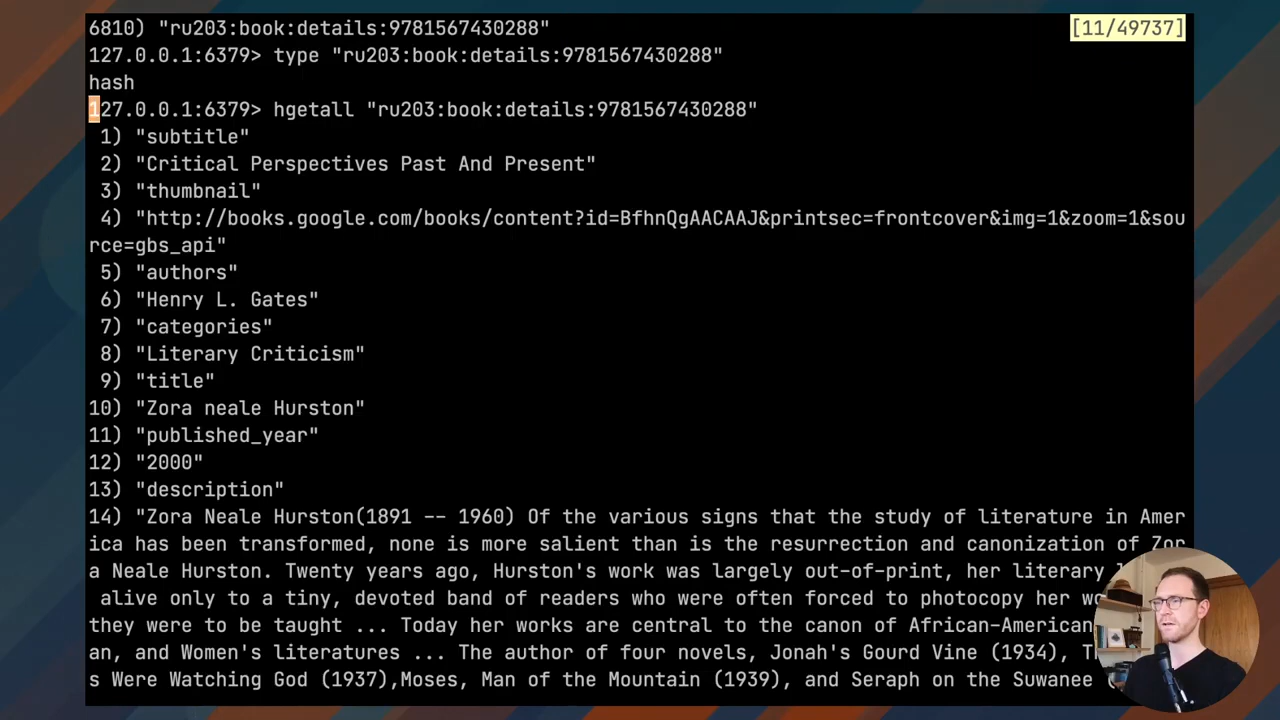 6810) "ru203:book:details:9781567430288"
[11/49737]
127.0.0.1:6379> type "ru203:book:details:9781567430288"
hash
127.0.0.1:6379> hgetall "ru203:book:details:9781567430288"
1) "subtitle"
2) "Critical Perspectives Past And Present"
3) "thumbnail"
4) "http://books.google.com/books/content?id=BfhnQgAACAAJ&printsec=frontcover&img=1&zoom=1&sou
rce=gbs_api"
5) "authors"
6) "Henry L. Gates"
7) "categories"
8) "Literary Criticism"
9) "title"
10) "Zora neale Hurston"
11) "published_year"
12) "2000"
13) "description"
14) "Zora Neale Hurston(1891 -- 1960) Of the various signs that the study of literature in Amer
ica has been transformed, none is more salient than is the resurrection and canonization of Zor
a Neale Hurston. Twenty years ago, Hurston's work was largely out-of-print, her literary
alive only to a tiny, devoted band of readers who were often forced to photocopy her
they were to be taught ... Today her works are central to the canon of African-American
an, and Women's literatures ... The author of four novels, Jonah's Gourd Vine (1934),
s Were Watching God (1937),Moses, Man of the Mountain (1939), and Seraph on the Suwanee